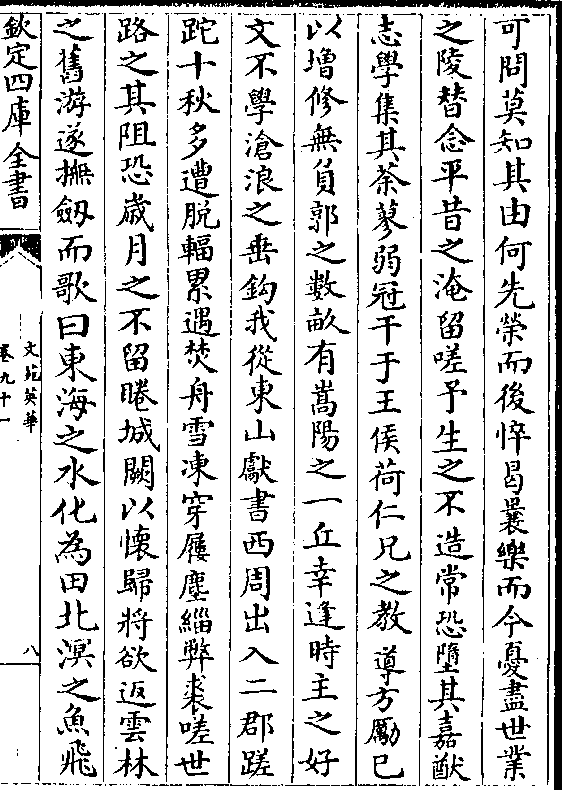 可問莫知其由何先榮而後悴曷曩樂而今憂盡世業
之陵替念平昔之淹留嗟予生之不造常恐墮其嘉猷
志學集其荼蓼弱冠干于王侯荷仁兄之教導方勵已
以增修無負郭之數畝有嵩陽之一丘幸逢時主之好
文不學滄浪之垂鈎我從東山獻書西周出入二郡蹉
跎十秋多遭脫輻累遇焚舟雪凍穿屨塵緇弊裘嗟世
路之其阻恐歲月之不留睠城闕以懷歸將欲返雲林
之舊游遂撫劔而歌曰東海之水化為田北溟之魚飛
欽定四庫全書
文苑英華
卷九十一
八